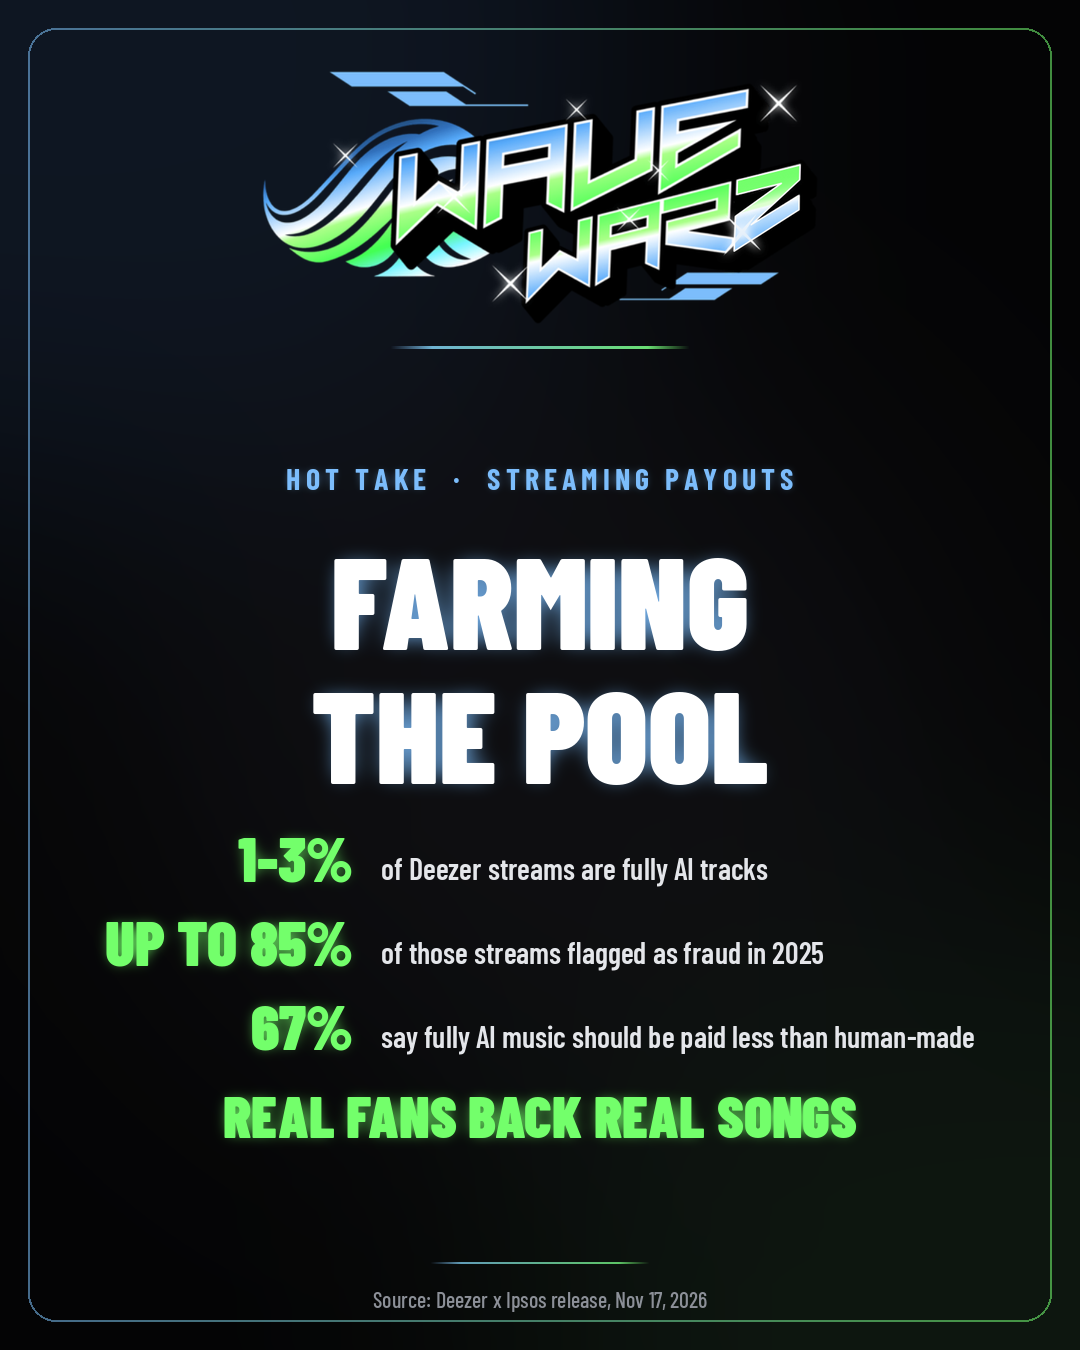 WAVE
WARZ
HOT TAKE · STREAMING PAYOUTS
FARMING
THE POOL
1-3% of Deezer streams are fully AI tracks
UP TO 85% of those streams flagged as fraud in 2025
67% say fully AI music should be paid less than human-made
REAL FANS BACK REAL SONGS
Source: Deezer x Ipsos release, Nov 17, 2026